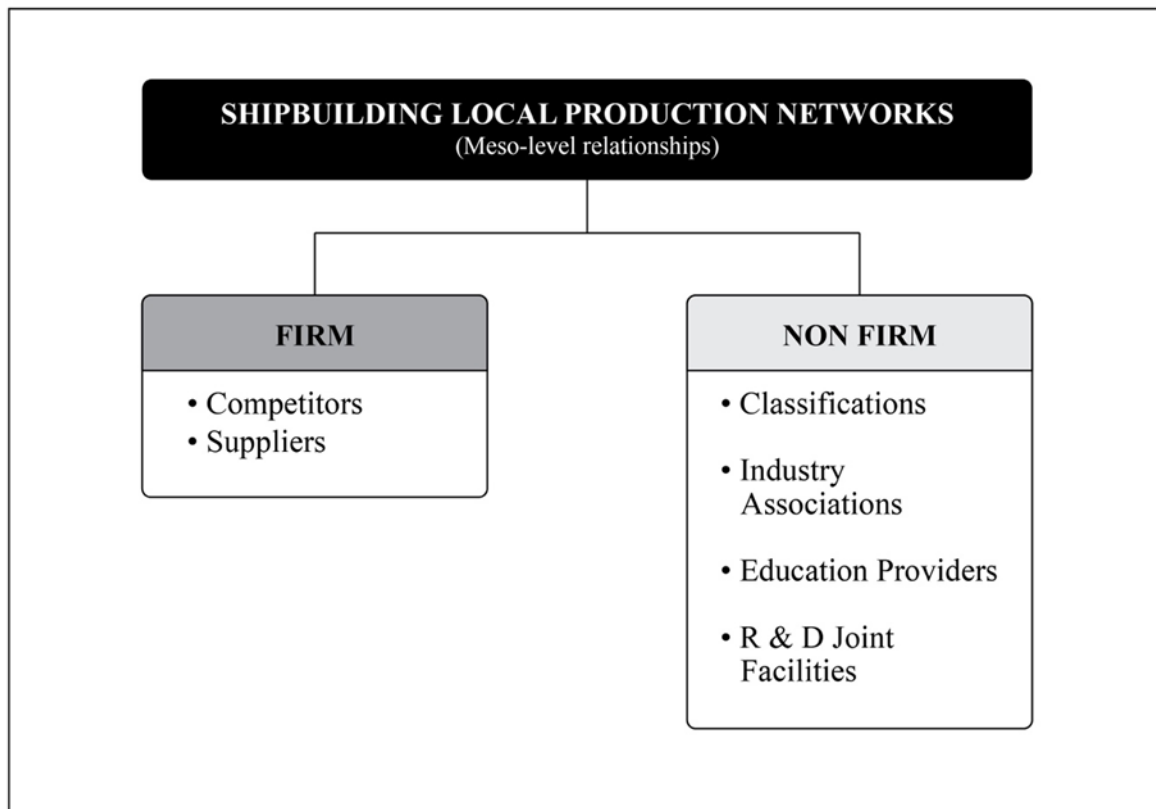 SHIPBUILDING LOCAL PRODUCTION NETWORKS
(Meso-level relationships)
FIRM
• Competitors
• Suppliers
NON FIRM
• Classifications
• Industry
Associations
• Education Providers
• R & D Joint
Facilities